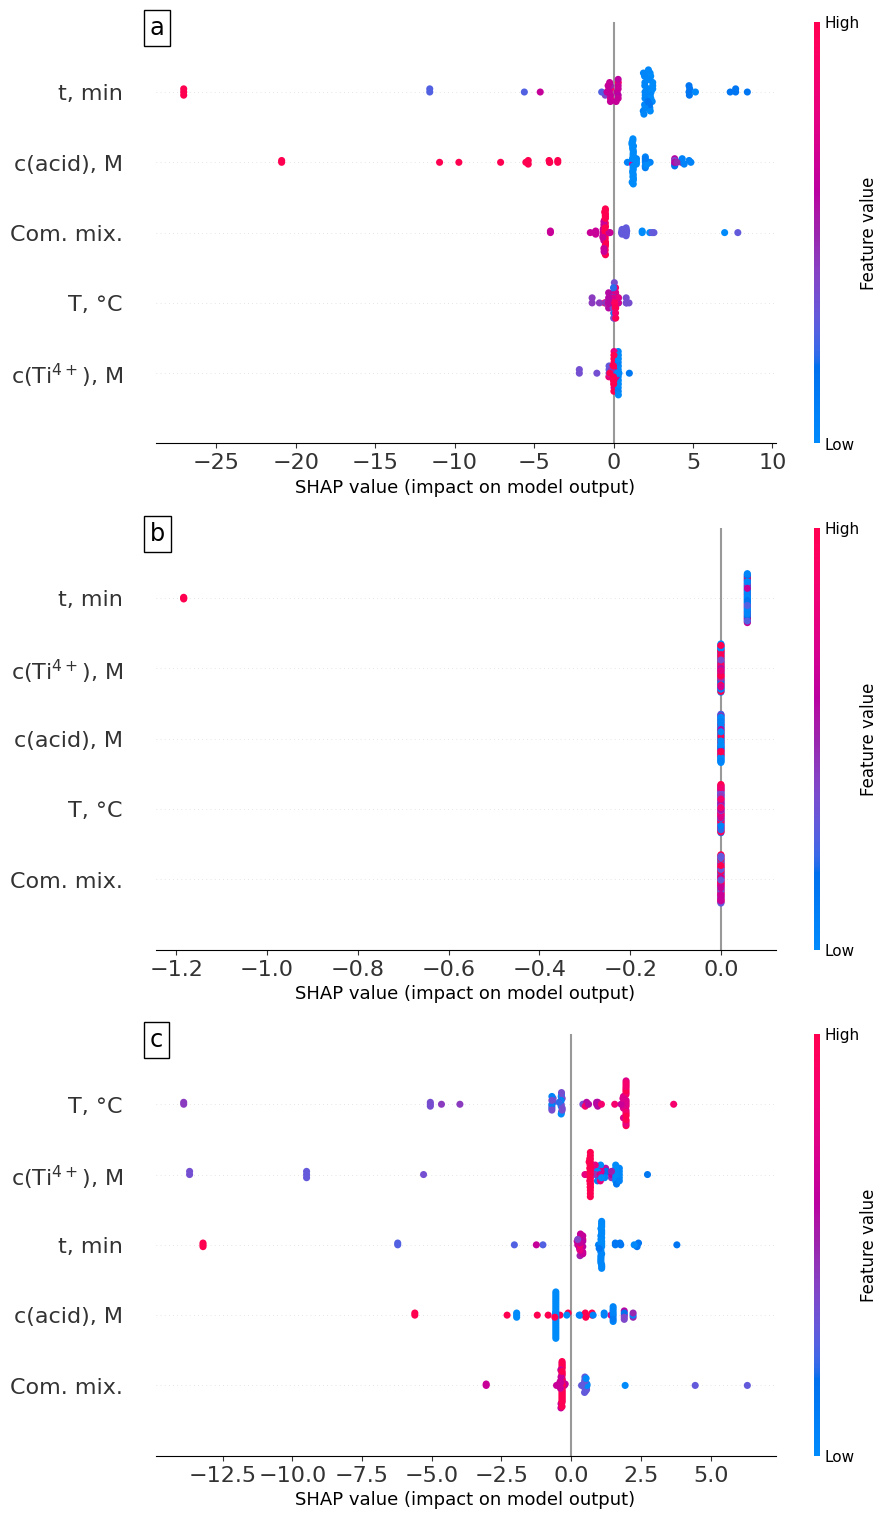 a
High
t, min
c(acid), M
Com. mix.
T, °C
c(Ti⁴⁺), M
Feature value
Low
−25 −20 −15 −10 −5 0 5 10
SHAP value (impact on model output)
b
High
t, min
c(Ti⁴⁺), M
c(acid), M
T, °C
Com. mix.
Feature value
Low
−1.2 −1.0 −0.8 −0.6 −0.4 −0.2 0.0
SHAP value (impact on model output)
c
High
T, °C
c(Ti⁴⁺), M
t, min
c(acid), M
Com. mix.
Feature value
Low
−12.5 −10.0 −7.5 −5.0 −2.5 0.0 2.5 5.0
SHAP value (impact on model output)